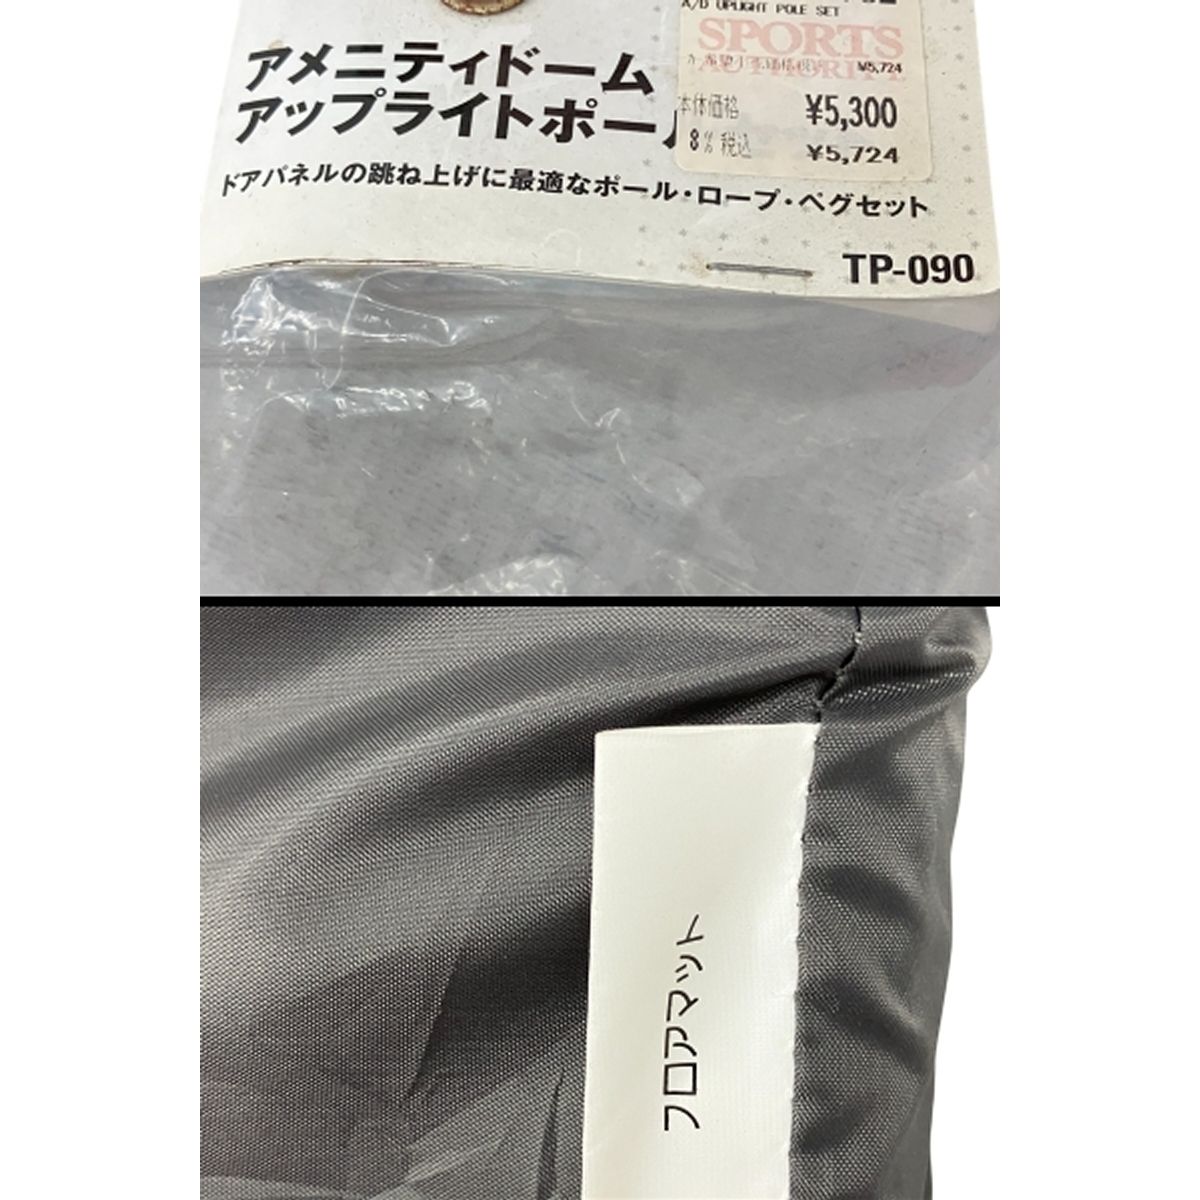 A/D UPLIGHT POLE SET
SPORTS
AUTHORITY
¥5,724
本体価格 ¥5,300
8% 税込 ¥5,724
アメニティドーム
アップライトポー
ドアパネルの跳ね上げに最適なポール・ロープ・ペグセット
TP-090
フロアマット